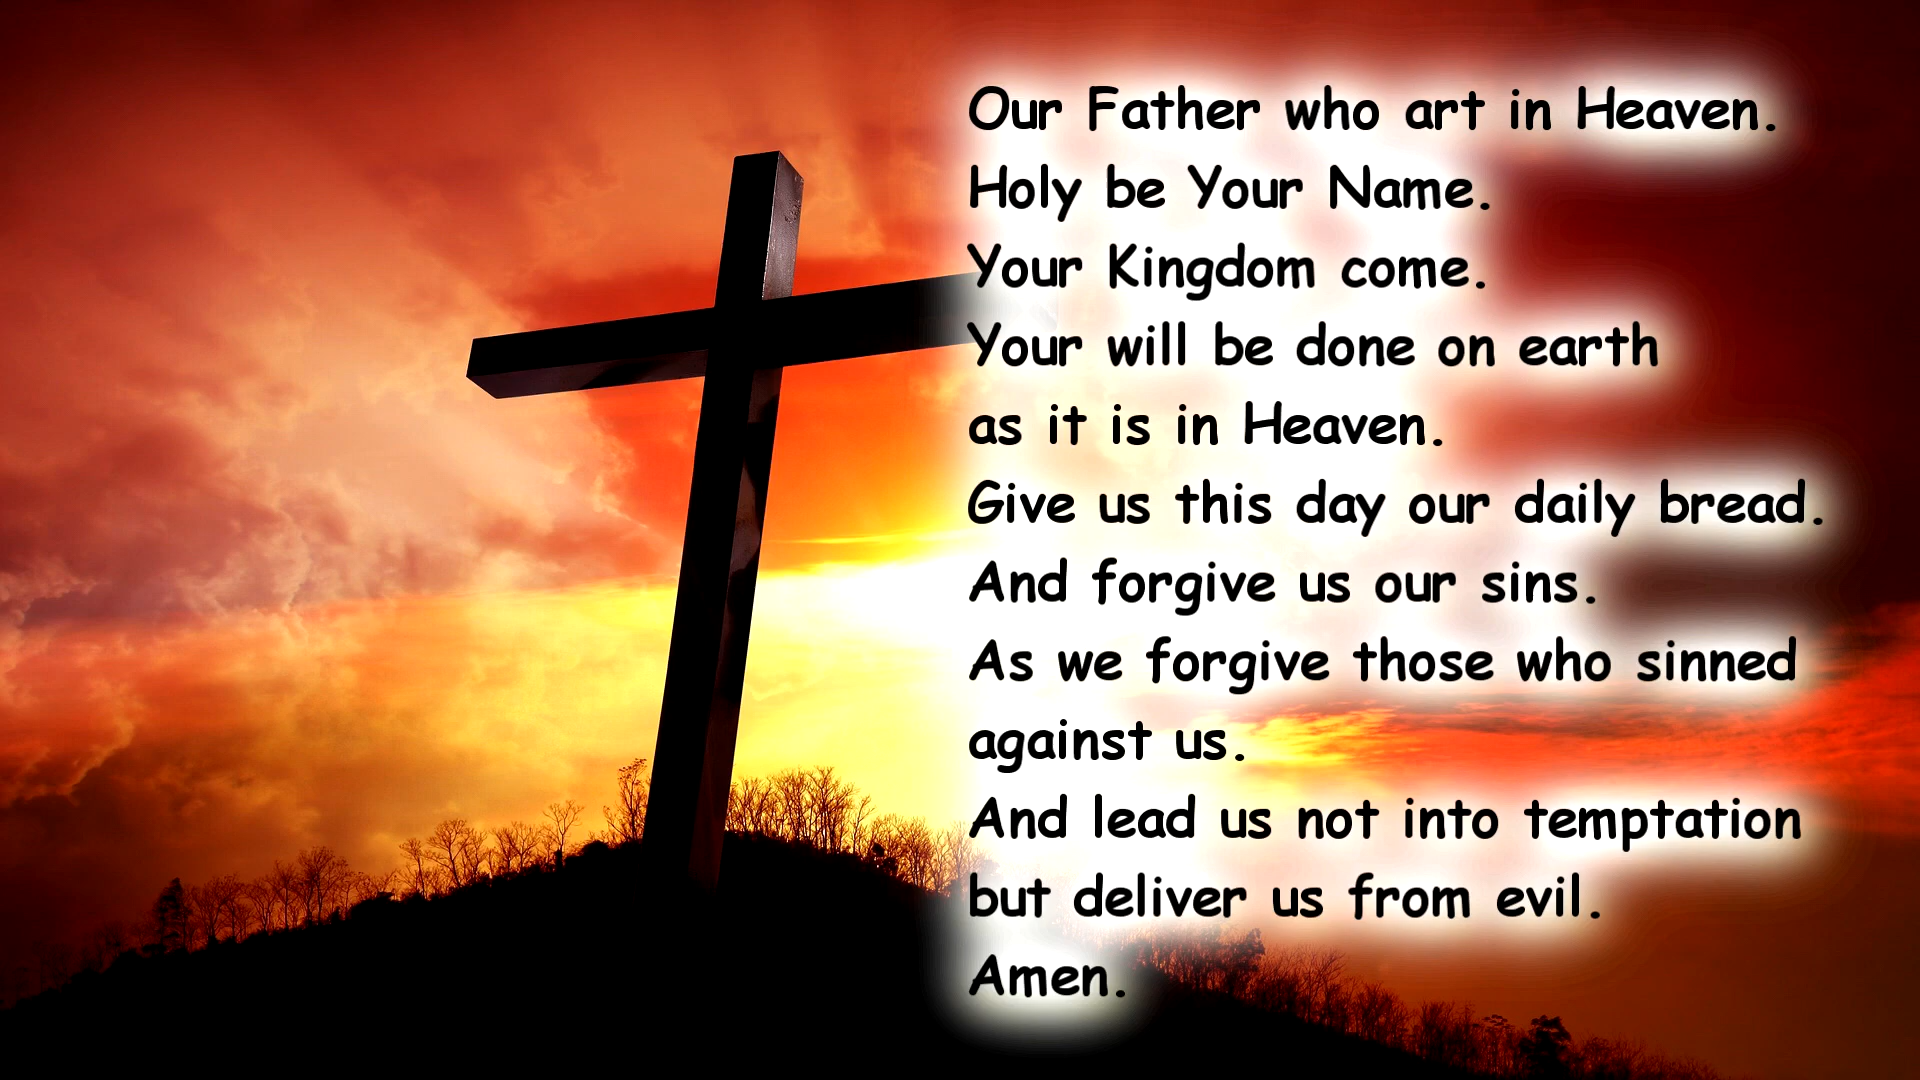 Our Father who art in Heaven.
Holy be Your Name.
Your Kingdom come.
Your will be done on earth
as it is in Heaven.
Give us this day our daily bread.
And forgive us our sins.
As we forgive those who sinned
against us.
And lead us not into temptation
but deliver us from evil.
Amen.